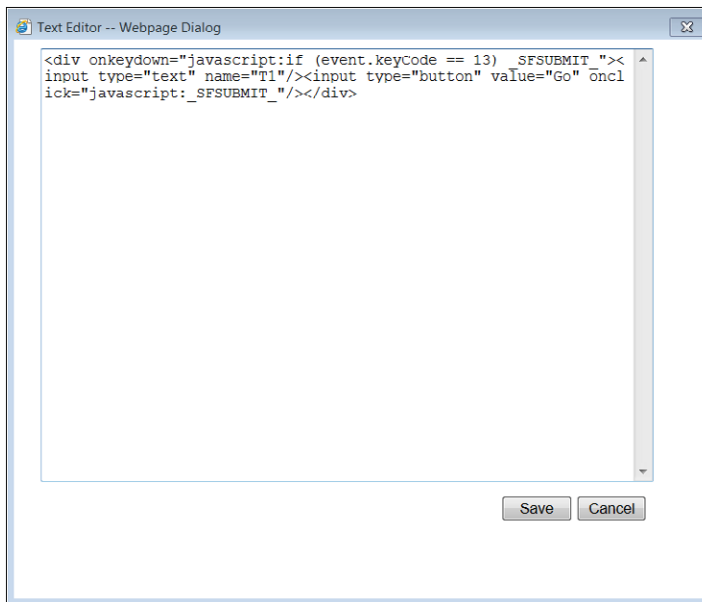 Text Editor -- Webpage Dialog
<div onkeydown="javascript:if (event.keyCode == 13) _SFSUBMIT_"><
input type="text" name="T1"/><input type="button" value="Go" oncl
ick="javascript:_SFSUBMIT_"/></div>
Save Cancel